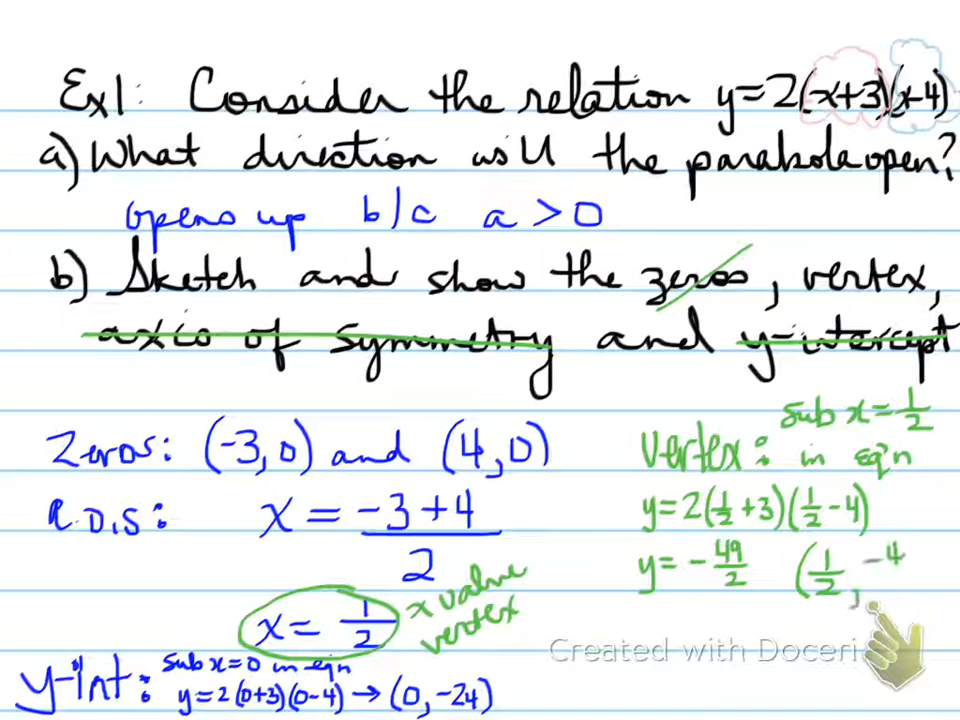 Ex1: Consider the relation y=2(x+3)(x-4)
a) What direction will the parabola open?
opens up b/c a > 0
b) Sketch and show the zeros, vertex,
axis of symmetry and y-intercept
Zeros: (-3,0) and (4,0)
A.O.S: x = -3+4
2
x = 1/2
x value
vertex
y-int: sub x=0 in eqn
y=2(0+3)(0-4) → (0,-24)
Vertex: sub x=1/2
in eqn
y=2(1/2+3)(1/2-4)
y=-49/2 (1/2, -4
Created with Doceri